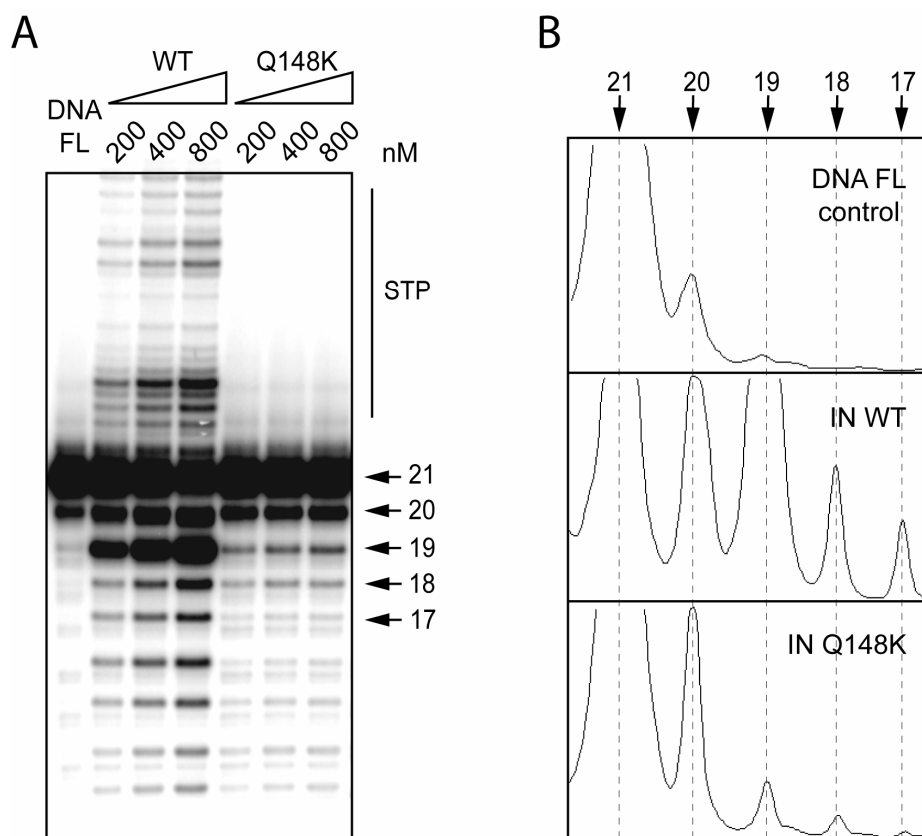 A
WT Q148K
DNA
FL 200 400 800 200 400 800 nM
STP
21
20
19
18
17
B
21 20 19 18 17
DNA FL
control
IN WT
IN Q148K